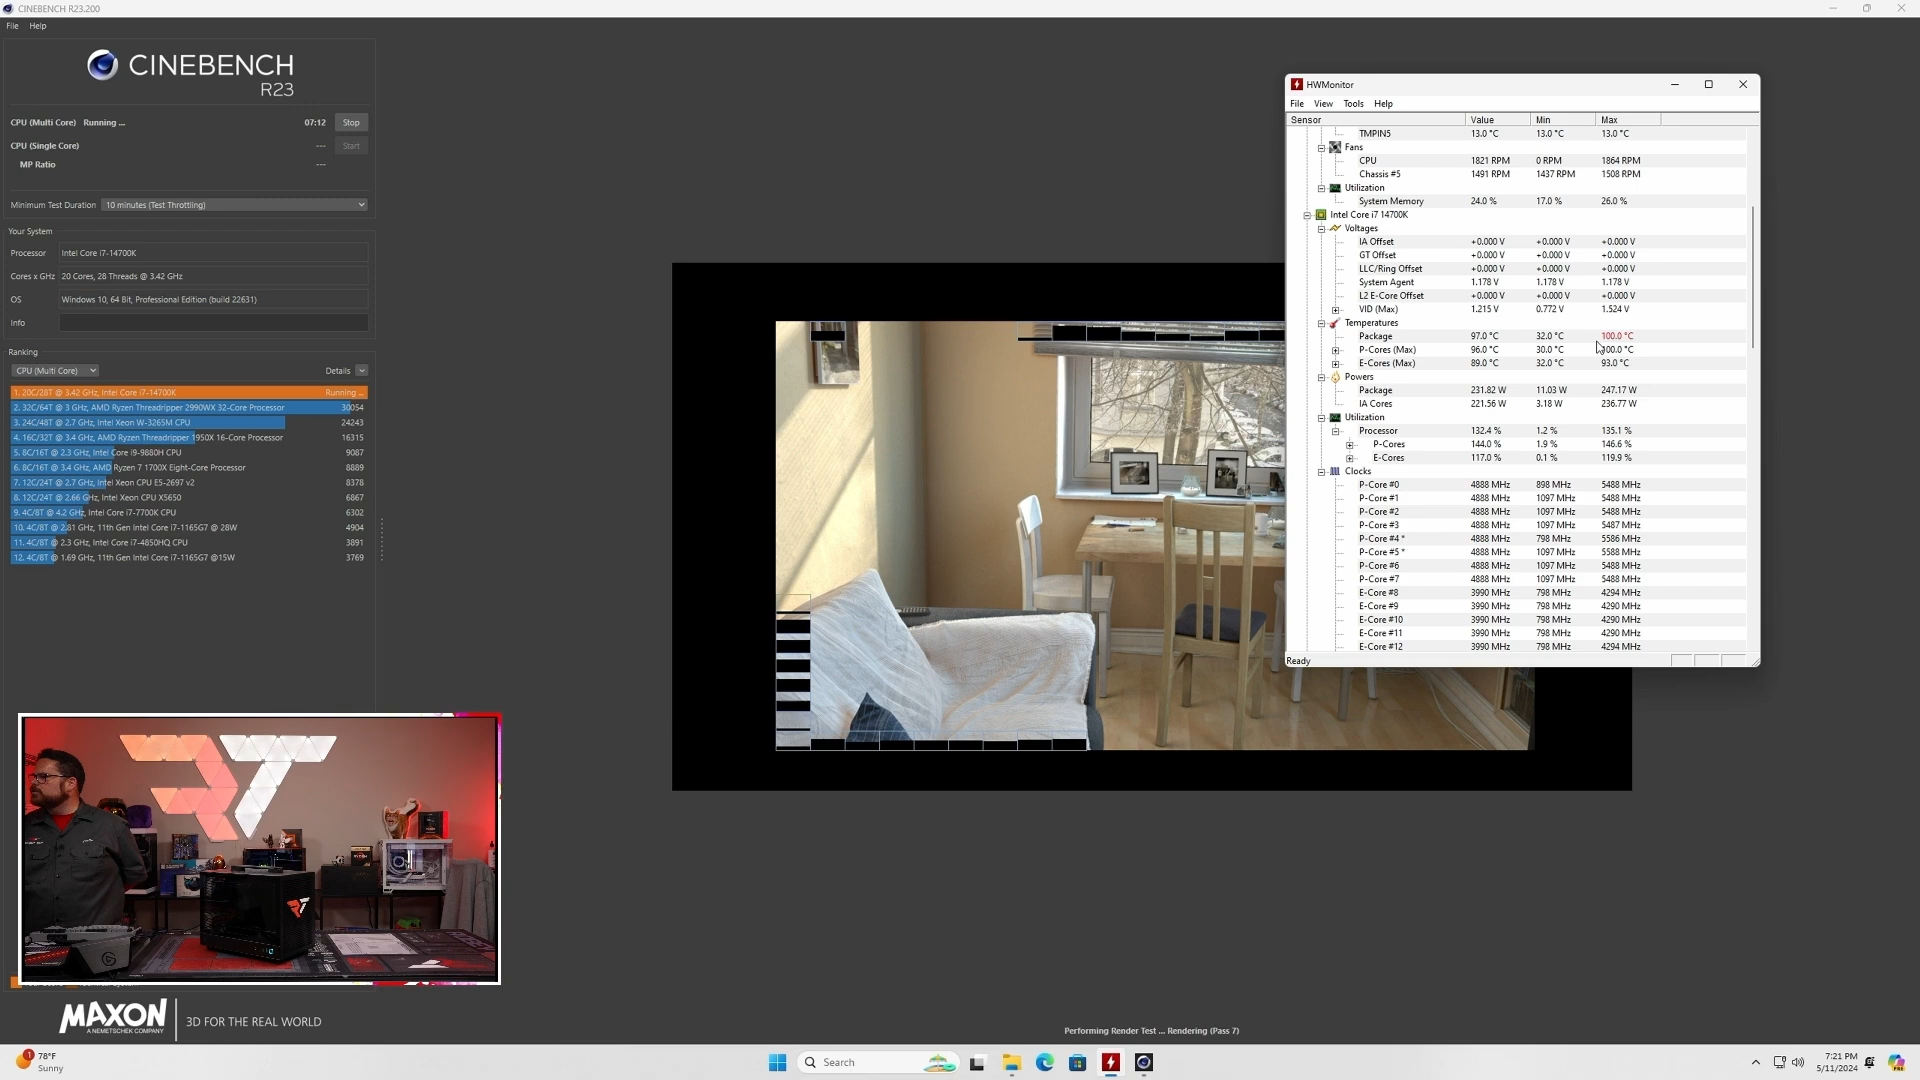 CINEBENCH R23.200
File Help
CINEBENCH
R23
CPU (Multi Core) Running ... 07:12 Stop
CPU (Single Core) --- Start
MP Ratio ---
Minimum Test Duration 10 minutes (Test Throttling)
Your System
Processor Intel Core i7-14700K
Cores x GHz 20 Cores, 28 Threads @ 3.42 GHz
OS Windows 10, 64 Bit, Professional Edition (build 22631)
Info
Ranking
CPU (Multi Core) Details
1. 20C/28T @ 3.42 GHz, Intel Core i7-14700K Running ...
2. 32C/64T @ 3 GHz, AMD Ryzen Threadripper 2990WX 32-Core Processor 30054
3. 24C/48T @ 2.7 GHz, Intel Xeon W-3265M CPU 24243
4. 16C/32T @ 3.4 GHz, AMD Ryzen Threadripper 1950X 16-Core Processor 16315
5. 8C/16T @ 2.3 GHz, Intel Core i9-9880H CPU 9087
6. 8C/16T @ 3.4 GHz, AMD Ryzen 7 1700X Eight-Core Processor 8889
7. 12C/24T @ 2.7 GHz, Intel Xeon CPU E5-2697 v2 8378
8. 12C/24T @ 2.66 GHz, Intel Xeon CPU X5650 6867
9. 4C/8T @ 4.2 GHz, Intel Core i7-7700K CPU 6302
10. 4C/8T @ 2.81 GHz, 11th Gen Intel Core i7-1165G7 @ 28W 4904
11. 4C/8T @ 2.3 GHz, Intel Core i7-4850HQ CPU 3891
12. 4C/8T @ 1.69 GHz, 11th Gen Intel Core i7-1165G7 @15W 3769
HWMonitor
File View Tools Help
Sensor Value Min Max
TMPIN5 13.0 °C 13.0 °C 13.0 °C
Fans
CPU 1821 RPM 0 RPM 1864 RPM
Chassis #5 1491 RPM 1437 RPM 1508 RPM
Utilization
System Memory 24.0 % 17.0 % 26.0 %
Intel Core i7 14700K
Voltages
IA Offset +0.000 V +0.000 V +0.000 V
GT Offset +0.000 V +0.000 V +0.000 V
LLC/Ring Offset +0.000 V +0.000 V +0.000 V
System Agent 1.178 V 1.178 V 1.178 V
L2 E-Core Offset +0.000 V +0.000 V +0.000 V
VID (Max) 1.215 V 0.772 V 1.524 V
Temperatures
Package 97.0 °C 32.0 °C 100.0 °C
P-Cores (Max) 96.0 °C 30.0 °C 100.0 °C
E-Cores (Max) 89.0 °C 32.0 °C 93.0 °C
Powers
Package 231.82 W 11.03 W 247.17 W
IA Cores 221.56 W 3.18 W 236.77 W
Utilization
Processor 132.4 % 1.2 % 135.1 %
P-Cores 144.0 % 1.9 % 146.6 %
E-Cores 117.0 % 0.1 % 119.9 %
Clocks
P-Core #0 4888 MHz 898 MHz 5488 MHz
P-Core #1 4888 MHz 1097 MHz 5488 MHz
P-Core #2 4888 MHz 1097 MHz 5488 MHz
P-Core #3 4888 MHz 1097 MHz 5487 MHz
P-Core #4 * 4888 MHz 798 MHz 5586 MHz
P-Core #5 * 4888 MHz 1097 MHz 5588 MHz
P-Core #6 4888 MHz 1097 MHz 5488 MHz
P-Core #7 4888 MHz 1097 MHz 5488 MHz
E-Core #8 3990 MHz 798 MHz 4294 MHz
E-Core #9 3990 MHz 798 MHz 4290 MHz
E-Core #10 3990 MHz 798 MHz 4290 MHz
E-Core #11 3990 MHz 798 MHz 4290 MHz
E-Core #12 3990 MHz 798 MHz 4294 MHz
Ready
MAXON
A NEMETSCHEK COMPANY
3D FOR THE REAL WORLD
Performing Render Test ... Rendering (Pass 7)
1
78°F
Sunny
Search
7:21 PM
5/11/2024